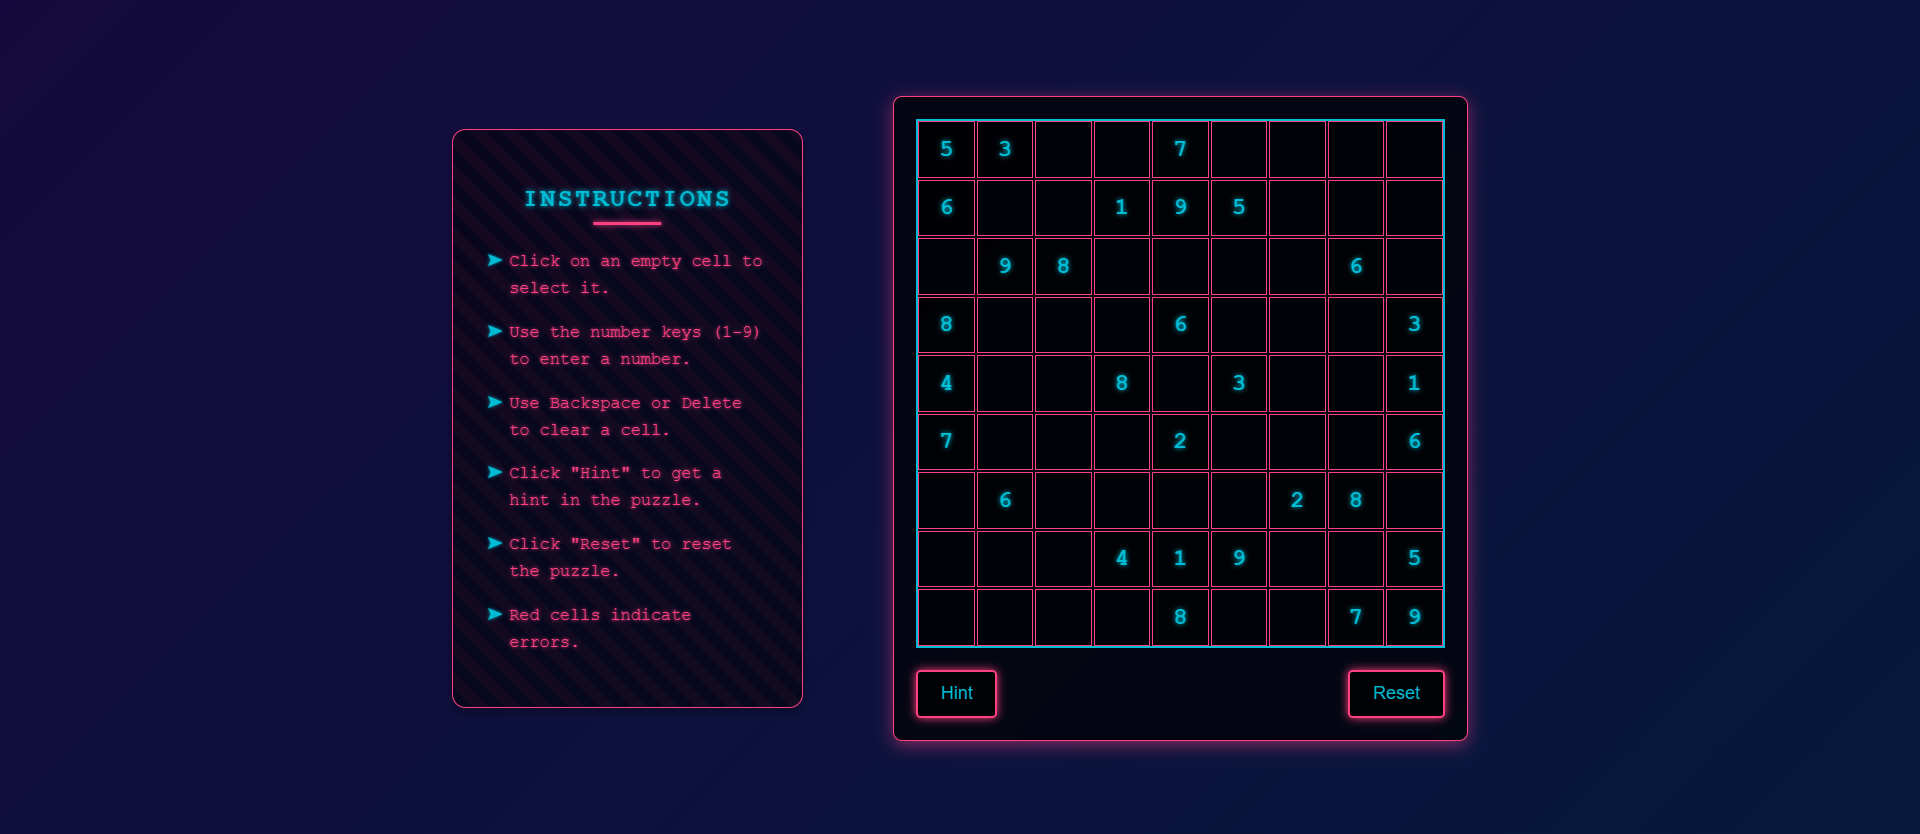 INSTRUCTIONS
➤ Click on an empty cell to
select it.
➤ Use the number keys (1-9)
to enter a number.
➤ Use Backspace or Delete
to clear a cell.
➤ Click "Hint" to get a
hint in the puzzle.
➤ Click "Reset" to reset
the puzzle.
➤ Red cells indicate
errors.
5 3 7
6 1 9 5
9 8 6
8 6 3
4 8 3 1
7 2 6
6 2 8
4 1 9 5
8 7 9
Hint Reset